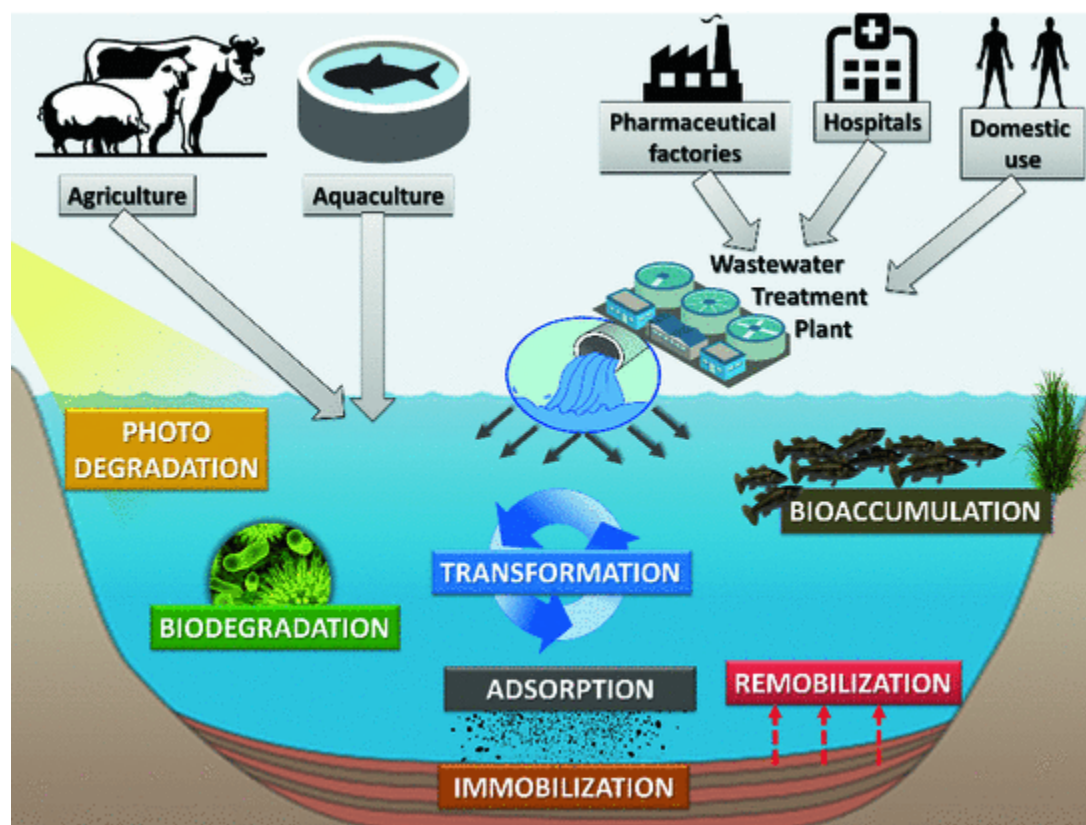 Agriculture
Aquaculture
Pharmaceutical
factories
Hospitals
Domestic
use
Wastewater
Treatment
Plant
PHOTO
DEGRADATION
BIOACCUMULATION
TRANSFORMATION
BIODEGRADATION
ADSORPTION
REMOBILIZATION
IMMOBILIZATION